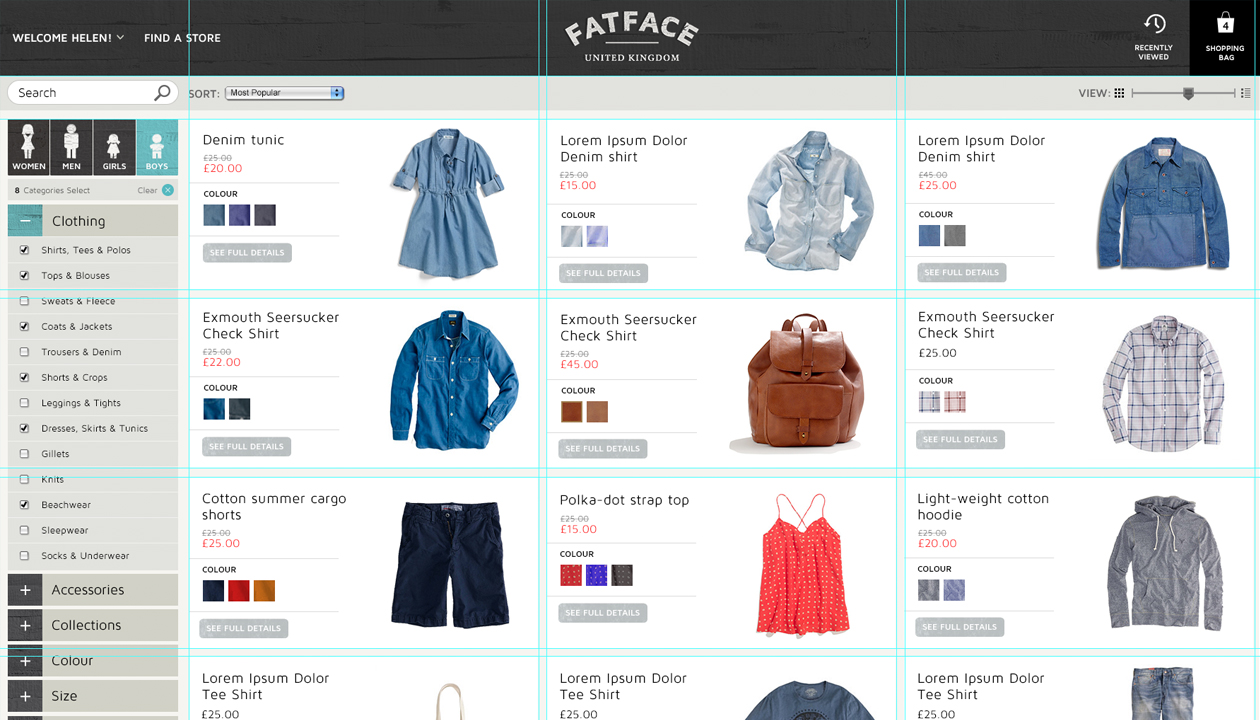 WELCOME HELEN!
FIND A STORE
FATFACE
UNITED KINGDOM
RECENTLY
VIEWED
4
SHOPPING
BAG
Search
SORT: Most Popular
VIEW:
WOMEN MEN GIRLS BOYS
8 Categories Select Clear
Clothing
Shirts, Tees & Polos
Tops & Blouses
Sweats & Fleece
Coats & Jackets
Trousers & Denim
Shorts & Crops
Leggings & Tights
Dresses, Skirts & Tunics
Gillets
Knits
Beachwear
Sleepwear
Socks & Underwear
Accessories
Collections
Colour
Size
Denim tunic
£25.00
£20.00
COLOUR
SEE FULL DETAILS
Lorem Ipsum Dolor
Denim shirt
£25.00
£15.00
COLOUR
SEE FULL DETAILS
Lorem Ipsum Dolor
Denim shirt
£45.00
£25.00
COLOUR
SEE FULL DETAILS
Exmouth Seersucker
Check Shirt
£25.00
£22.00
COLOUR
SEE FULL DETAILS
Exmouth Seersucker
Check Shirt
£25.00
£45.00
COLOUR
SEE FULL DETAILS
Exmouth Seersucker
Check Shirt
£25.00
COLOUR
SEE FULL DETAILS
Cotton summer cargo
shorts
£25.00
£25.00
COLOUR
SEE FULL DETAILS
Polka-dot strap top
£25.00
£15.00
COLOUR
SEE FULL DETAILS
Light-weight cotton
hoodie
£25.00
£20.00
COLOUR
SEE FULL DETAILS
Lorem Ipsum Dolor
Tee Shirt
£25.00
Lorem Ipsum Dolor
Tee Shirt
£25.00
Lorem Ipsum Dolor
Tee Shirt
£25.00